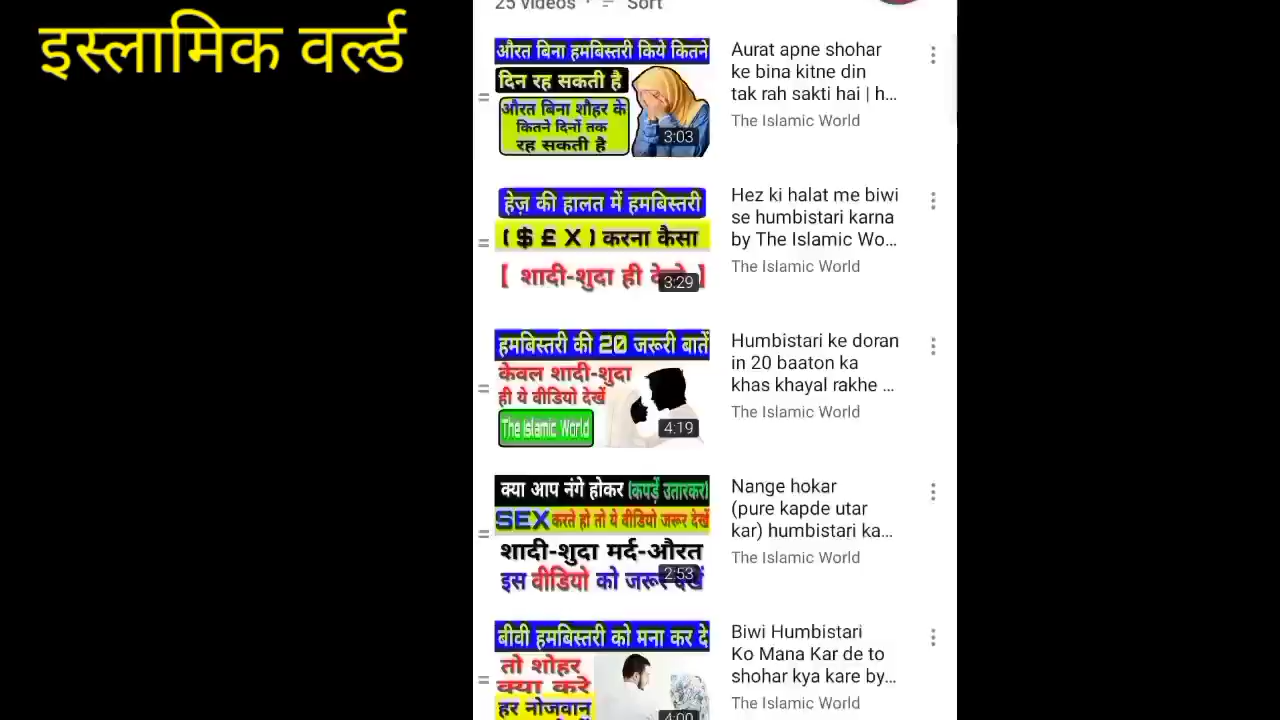 इस्लामिक वर्ल्ड
25 videos
Sort
औरत बिना हमबिस्तरी किये कितने
दिन रह सकती है
औरत बिना शौहर के
कितने दिनों तक
रह सकती है
3:03
Aurat apne shohar
ke bina kitne din
tak rah sakti hai | h...
The Islamic World
हेज़ की हालत में हमबिस्तरी
( $ £ X ) करना कैसा
【 शादी-शुदा ही 】
3:29
Hez ki halat me biwi
se humbistari karna
by The Islamic Wo...
The Islamic World
हमबिस्तरी की 20 जरूरी बातें
केवल शादी-शुदा
ही ये वीडियो देखें
The Islamic World
4:19
Humbistari ke doran
in 20 baaton ka
khas khayal rakhe ...
The Islamic World
क्या आप नंगे होकर (कपड़ें उतारकर)
SEX करते हो तो ये वीडियो जरूर देखें
शादी-शुदा मर्द-औरत
इस वीडियो को जरूर देखें
2:53
Nange hokar
(pure kapde utar
kar) humbistari ka...
The Islamic World
बीवी हमबिस्तरी को मना कर दे
तो शोहर
क्या करे
हर नोजवान
4:00
Biwi Humbistari
Ko Mana Kar de to
shohar kya kare by...
The Islamic World